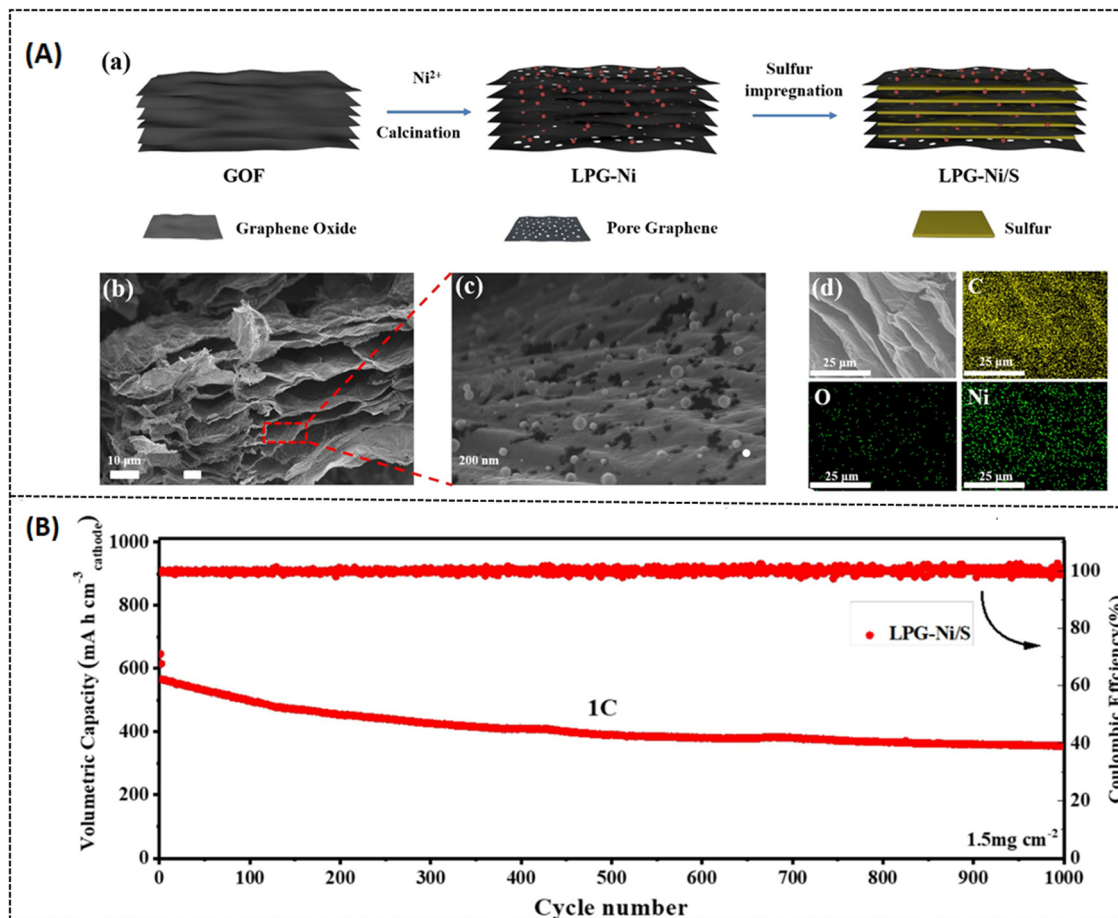 (A)
(a)
Ni²⁺
Calcination
Sulfur
impregnation
GOF
LPG-Ni
LPG-Ni/S
Graphene Oxide
Pore Graphene
Sulfur
(b)
10 μm
(c)
200 nm
(d)
25 μm
C
25 μm
O
25 μm
Ni
25 μm
(B)
Volumetric Capacity (mA h cm⁻³ cathode)
1000
800
600
400
200
0
LPG-Ni/S
1C
1.5mg cm⁻²
100
80
60
40
20
0
Coulombic Effciency(%)
0 100 200 300 400 500 600 700 800 900 1000
Cycle number